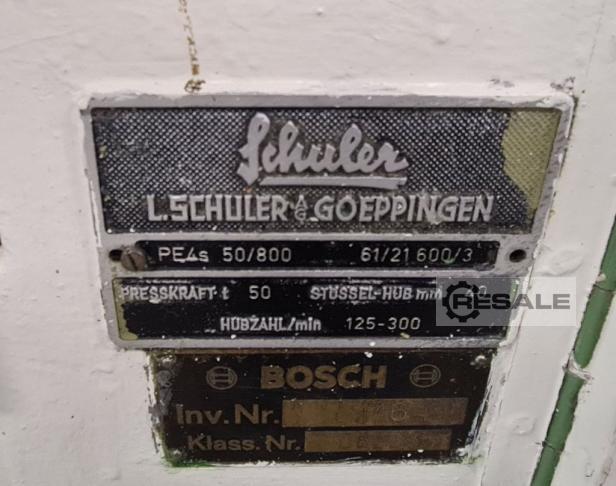 Schuler
L.SCHULER AG GOEPPINGEN
PE4s 50/800 61/21 600/3
PRESSKRAFT t 50 STÖSSEL-HUB mm
HUBZAHL/min 125-300
RESALE
BOSCH
Inv.Nr.
Klass.Nr.